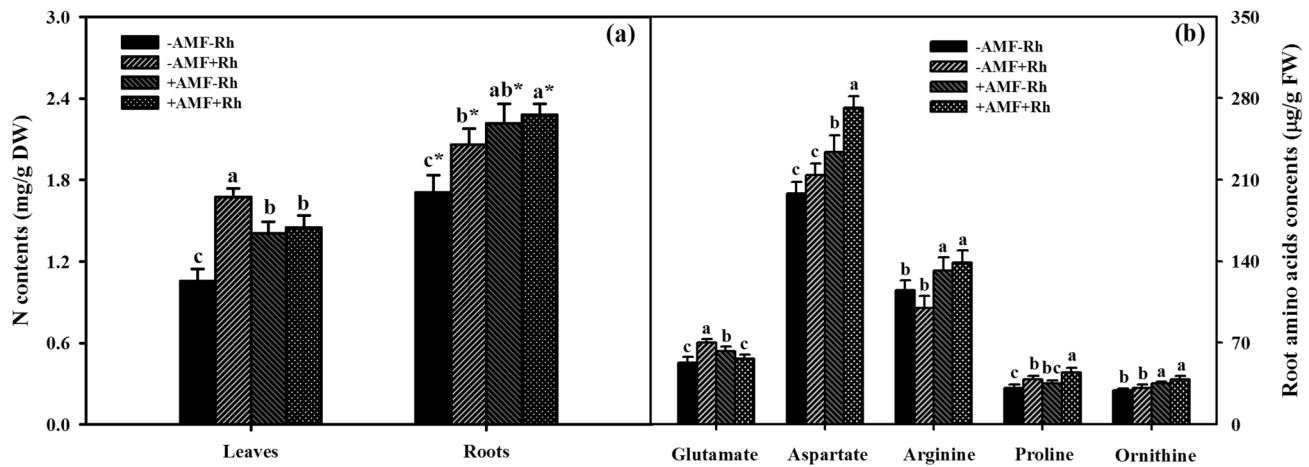 3.0
2.4
1.8
1.2
0.6
0.0
N contents (mg/g DW)
-AMF-Rh
-AMF+Rh
+AMF-Rh
+AMF+Rh
(a)
c
a
b
b
c*
b*
ab*
a*
Leaves
Roots
(b)
-AMF-Rh
-AMF+Rh
+AMF-Rh
+AMF+Rh
c
a
b
c
c
c
b
a
b
b
a
a
c
b
bc
a
b
b
a
a
Glutamate
Aspartate
Arginine
Proline
Ornithine
350
280
210
140
70
0
Root amino acids concents (µg/g FW)